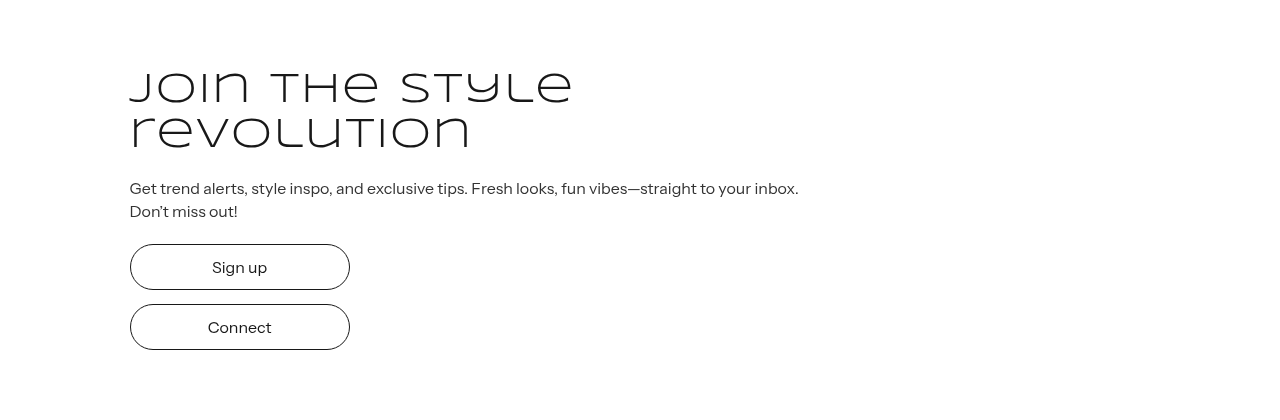 Join the style
revolution
Get trend alerts, style inspo, and exclusive tips. Fresh looks, fun vibes—straight to your inbox.
Don’t miss out!
Sign up
Connect